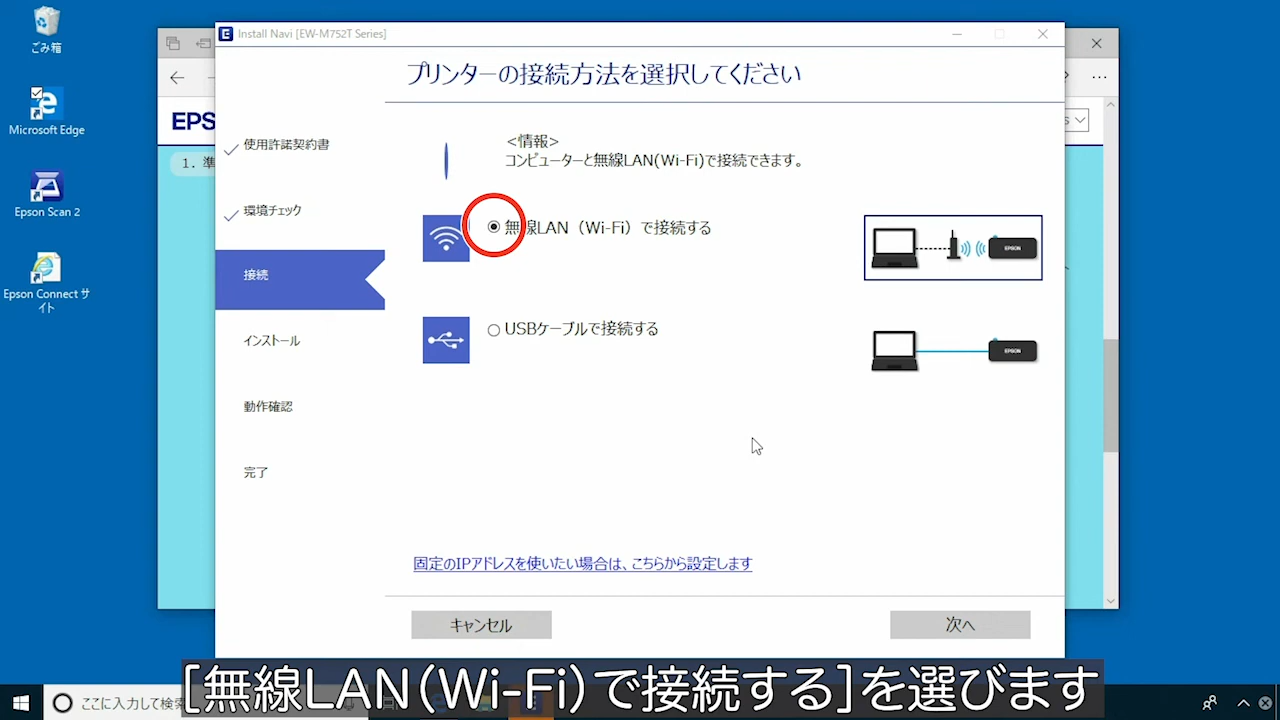 ごみ箱
Microsoft Edge
Epson Scan 2
Epson Connect サ
イト
Install Navi [EW-M752T Series]
EPS
1. 準
プリンターの接続方法を選択してください
使用許諾契約書
環境チェック
接続
インストール
動作確認
完了
<情報>
コンピューターと無線LAN(Wi-Fi)で接続できます。
無線LAN（Wi-Fi）で接続する
EPSON
USBケーブルで接続する
EPSON
固定のIPアドレスを使いたい場合は、こちらから設定します
キャンセル
次へ
ここに入力して検索
[無線LAN(Wi-Fi)で接続する]を選びます